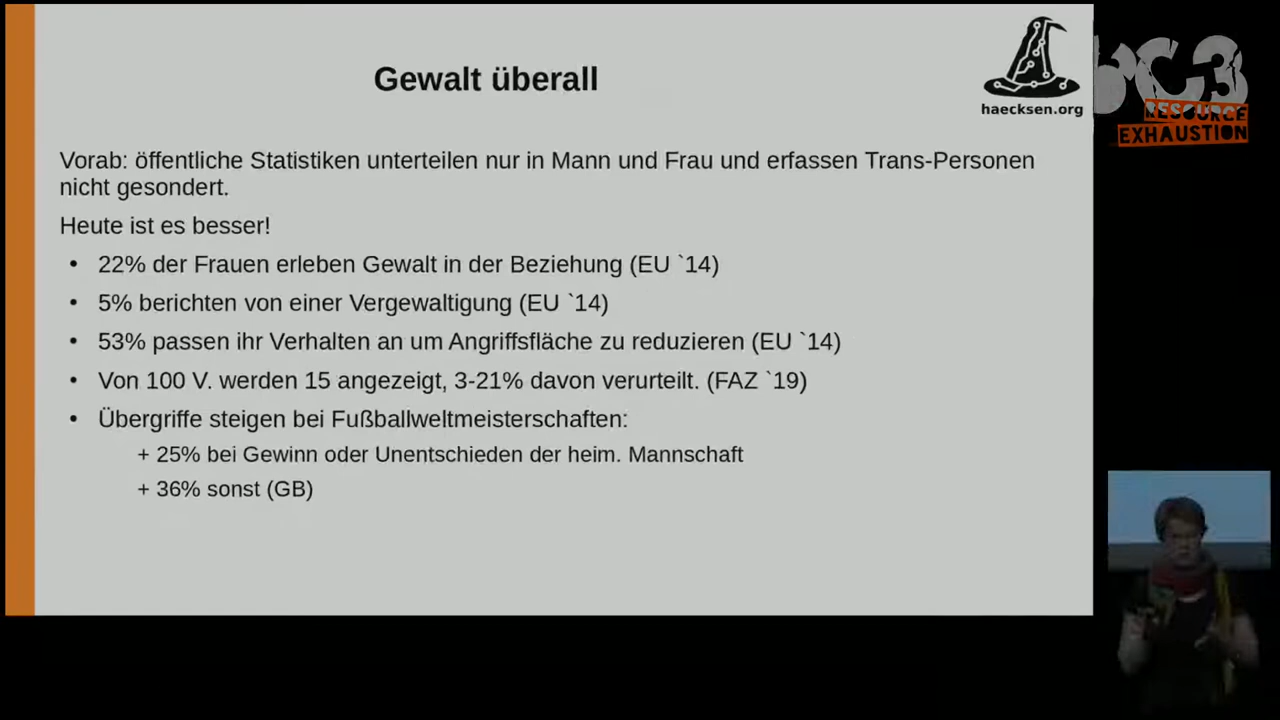 Gewalt überall
haecksen.org
Vorab: öffentliche Statistiken unterteilen nur in Mann und Frau und erfassen Trans-Personen
nicht gesondert.
Heute ist es besser!
• 22% der Frauen erleben Gewalt in der Beziehung (EU `14)
• 5% berichten von einer Vergewaltigung (EU `14)
• 53% passen ihr Verhalten an um Angriffsfläche zu reduzieren (EU `14)
• Von 100 V. werden 15 angezeigt, 3-21% davon verurteilt. (FAZ `19)
• Übergriffe steigen bei Fußballweltmeisterschaften:
+ 25% bei Gewinn oder Unentschieden der heim. Mannschaft
+ 36% sonst (GB)
C3
RESOURCE
EXHAUSTION